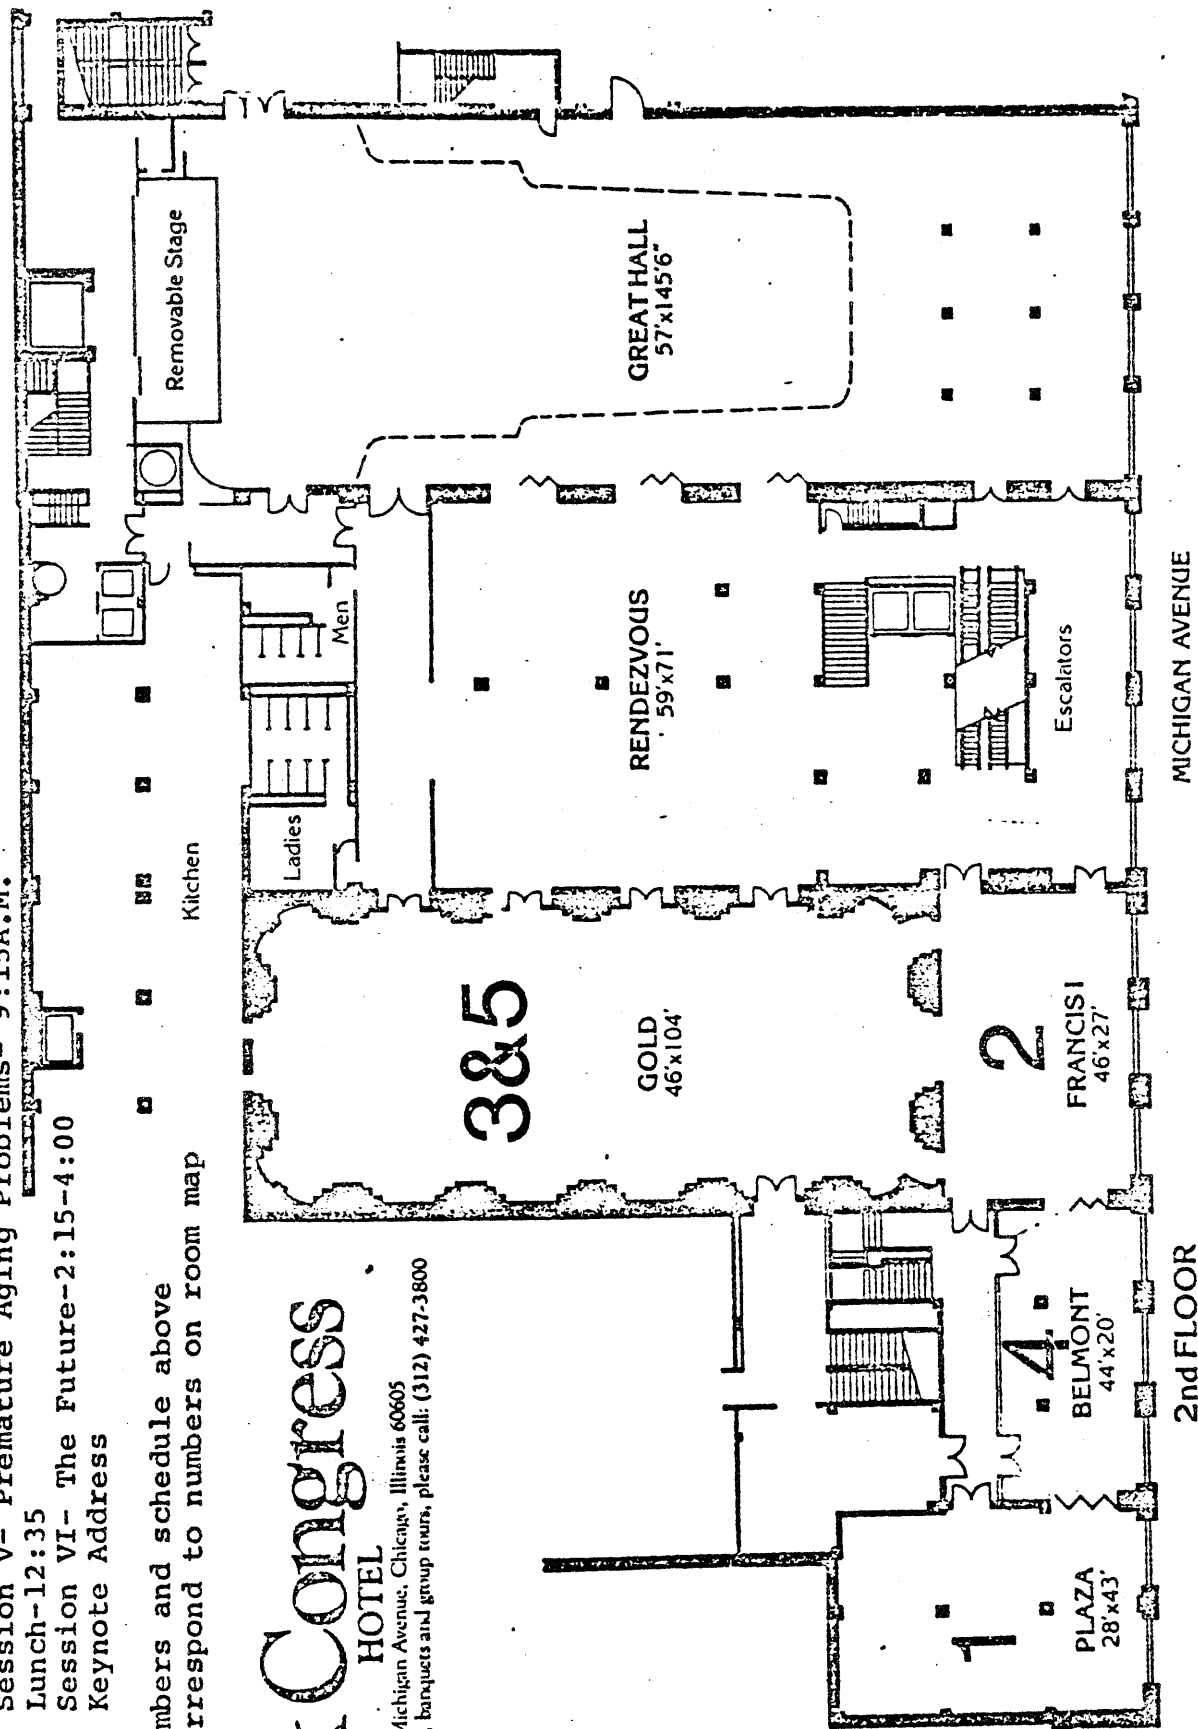 Session V- Premature Aging Problems- 9:15A.M.
Lunch-12:35
Session VI- The Future-2:15-4:00
Keynote Address
mbers and schedule above
rrespond to numbers on room map
Congress
HOTEL
Michigan Avenue, Chicago, Illinois 60605
, banquets and group tours, please call: (312) 427-3800
Removable Stage
GREAT HALL
57'x145'6"
Men
Ladies
Kitchen
RENDEZVOUS
59'x71'
Escalators
3&5
GOLD
46'x104'
2
FRANCIS I
46'x27'
4
BELMONT
44'x20'
1
PLAZA
28'x43'
2nd FLOOR
MICHIGAN AVENUE